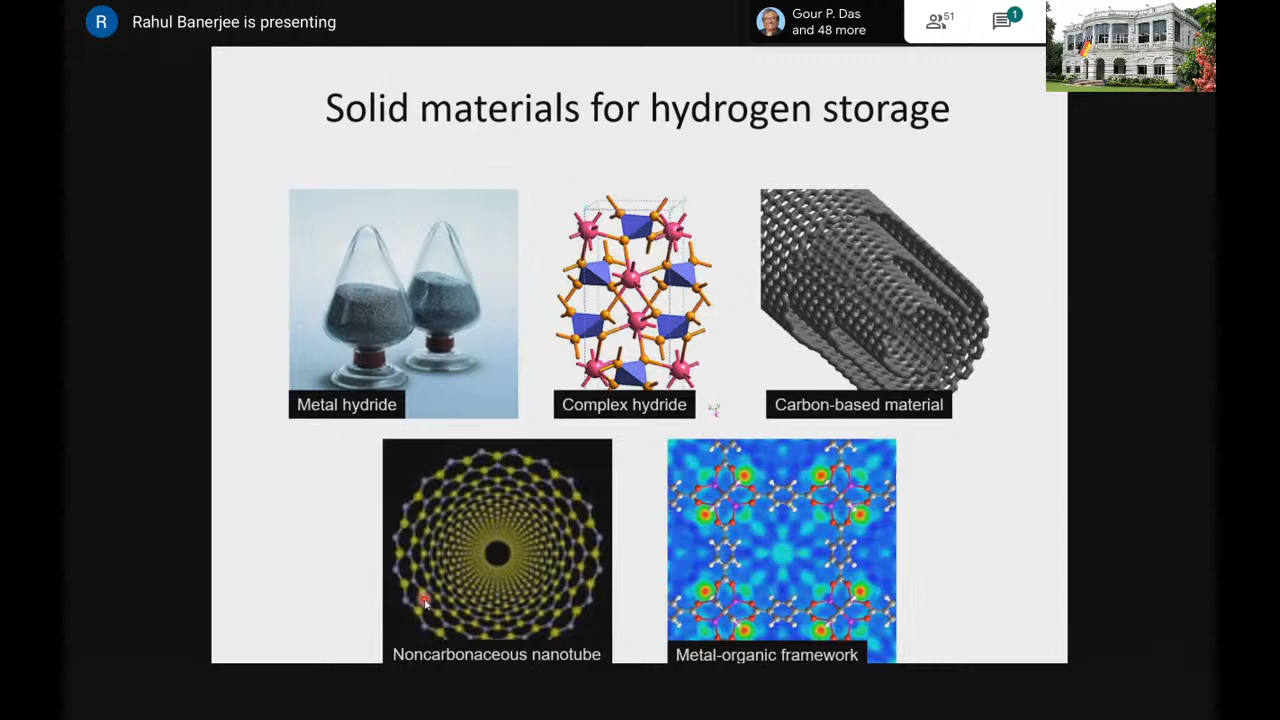 R
Rahul Banerjee is presenting
Gour P. Das
and 48 more
51
1
Solid materials for hydrogen storage
Metal hydride
Complex hydride
Carbon-based material
Noncarbonaceous nanotube
Metal-organic framework